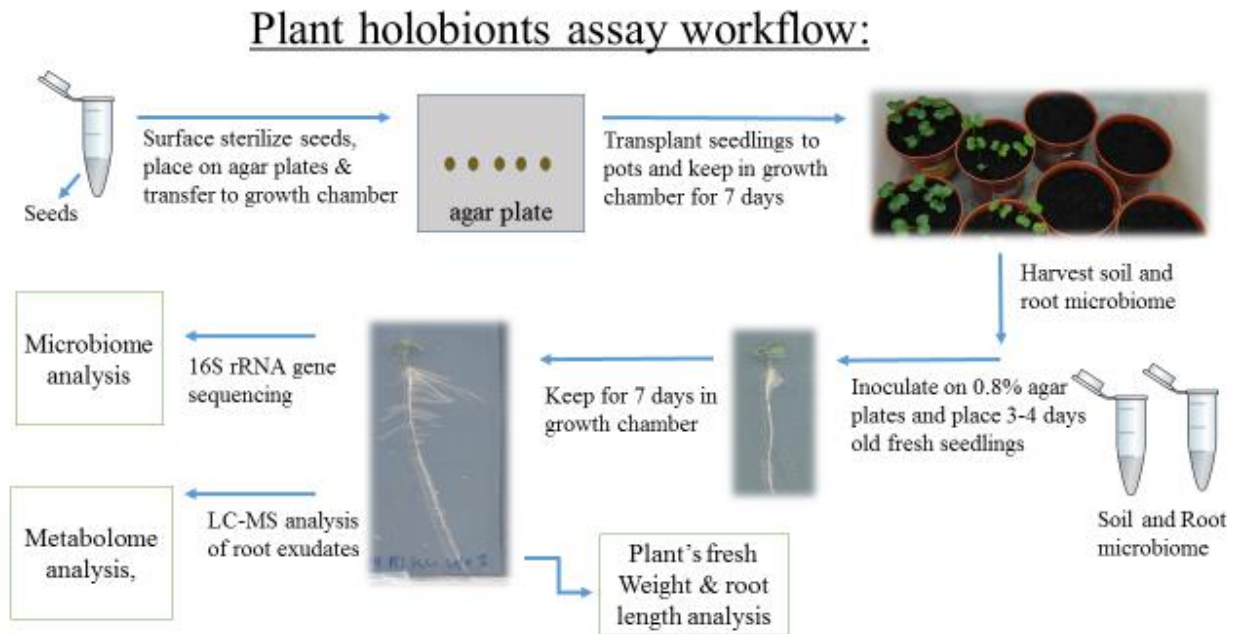 Plant holobionts assay workflow:
Seeds
Surface sterilize seeds,
place on agar plates &
transfer to growth chamber
agar plate
Transplant seedlings to
pots and keep in growth
chamber for 7 days
Harvest soil and
root microbiome
Soil and Root
microbiome
Inoculate on 0.8% agar
plates and place 3-4 days
old fresh seedlings
Keep for 7 days in
growth chamber
16S rRNA gene
sequencing
Microbiome
analysis
LC-MS analysis
of root exudates
Metabolome
analysis,
Plant’s fresh
Weight & root
length analysis